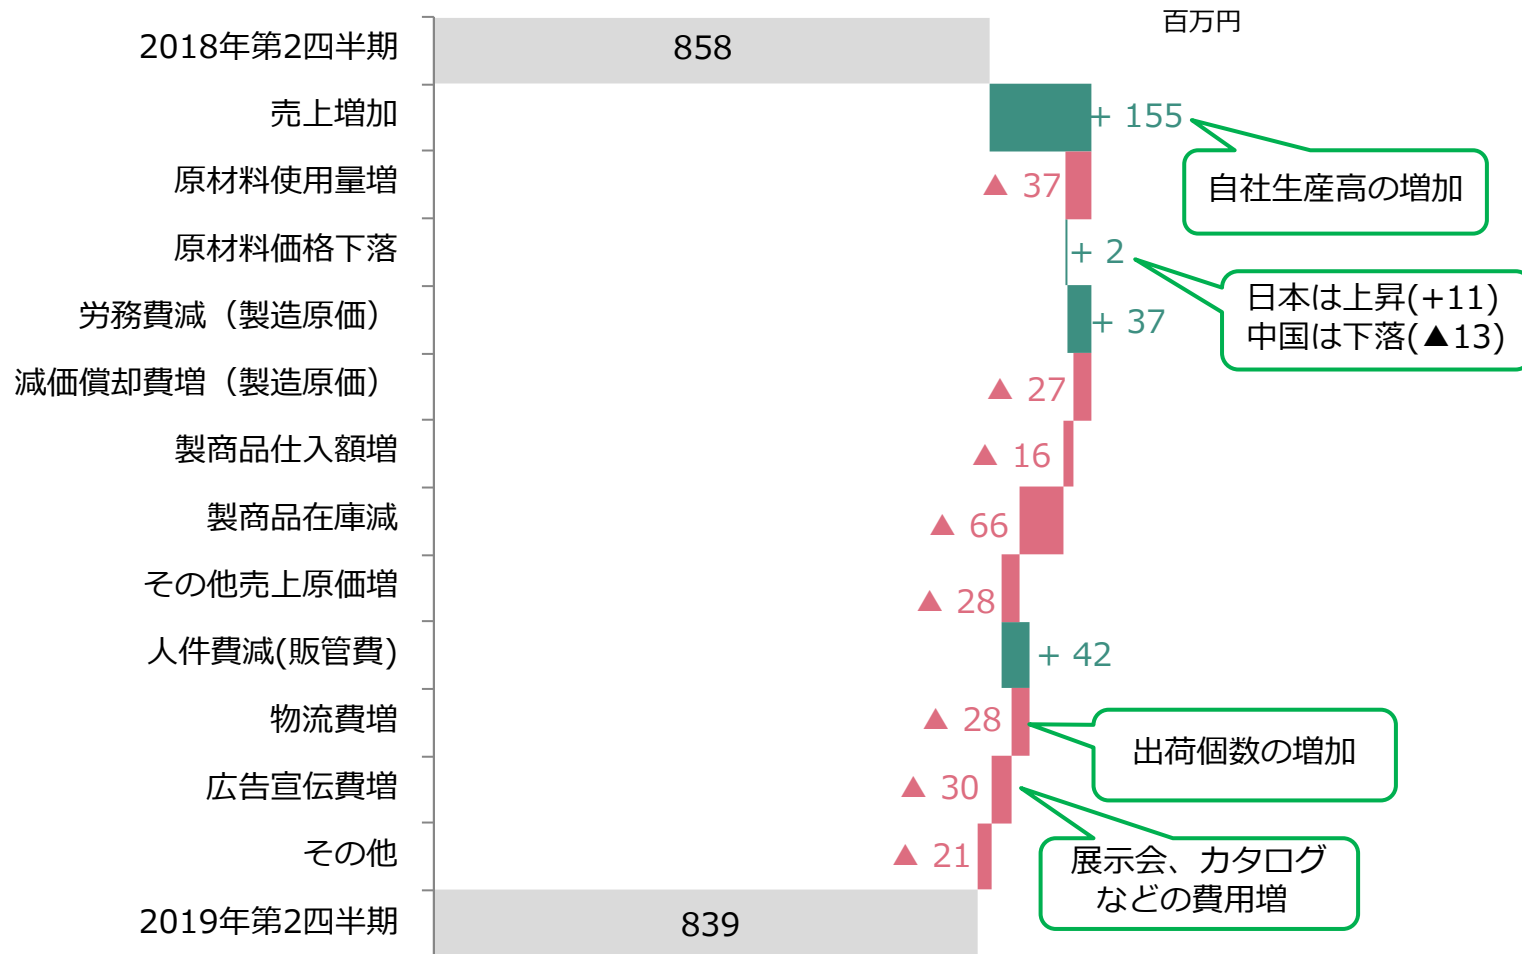 百万円
2018年第2四半期 858
売上増加 + 155
自社生産高の増加
原材料使用量増 ▲ 37
原材料価格下落 + 2
日本は上昇(+11)
中国は下落(▲13)
労務費減（製造原価） + 37
減価償却費増（製造原価） ▲ 27
製商品仕入額増 ▲ 16
製商品在庫減 ▲ 66
その他売上原価増 ▲ 28
人件費減(販管費) + 42
物流費増 ▲ 28
出荷個数の増加
広告宣伝費増 ▲ 30
展示会、カタログ
などの費用増
その他 ▲ 21
2019年第2四半期 839